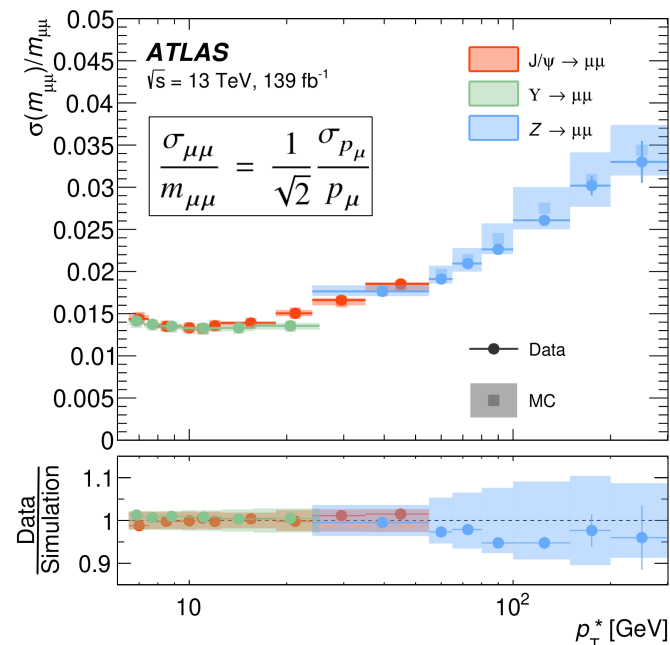 ATLAS
√s = 13 TeV, 139 fb⁻¹
σ_μμ / m_μμ = 1/√2 σ_p_μ / p_μ
J/ψ → μμ
ϒ → μμ
Z → μμ
Data
MC
σ(m_μμ)/m_μμ
0.05
0.045
0.04
0.035
0.03
0.025
0.02
0.015
0.01
0.005
0
Data
Simulation
1.1
1
0.9
10
10²
p_T* [GeV]